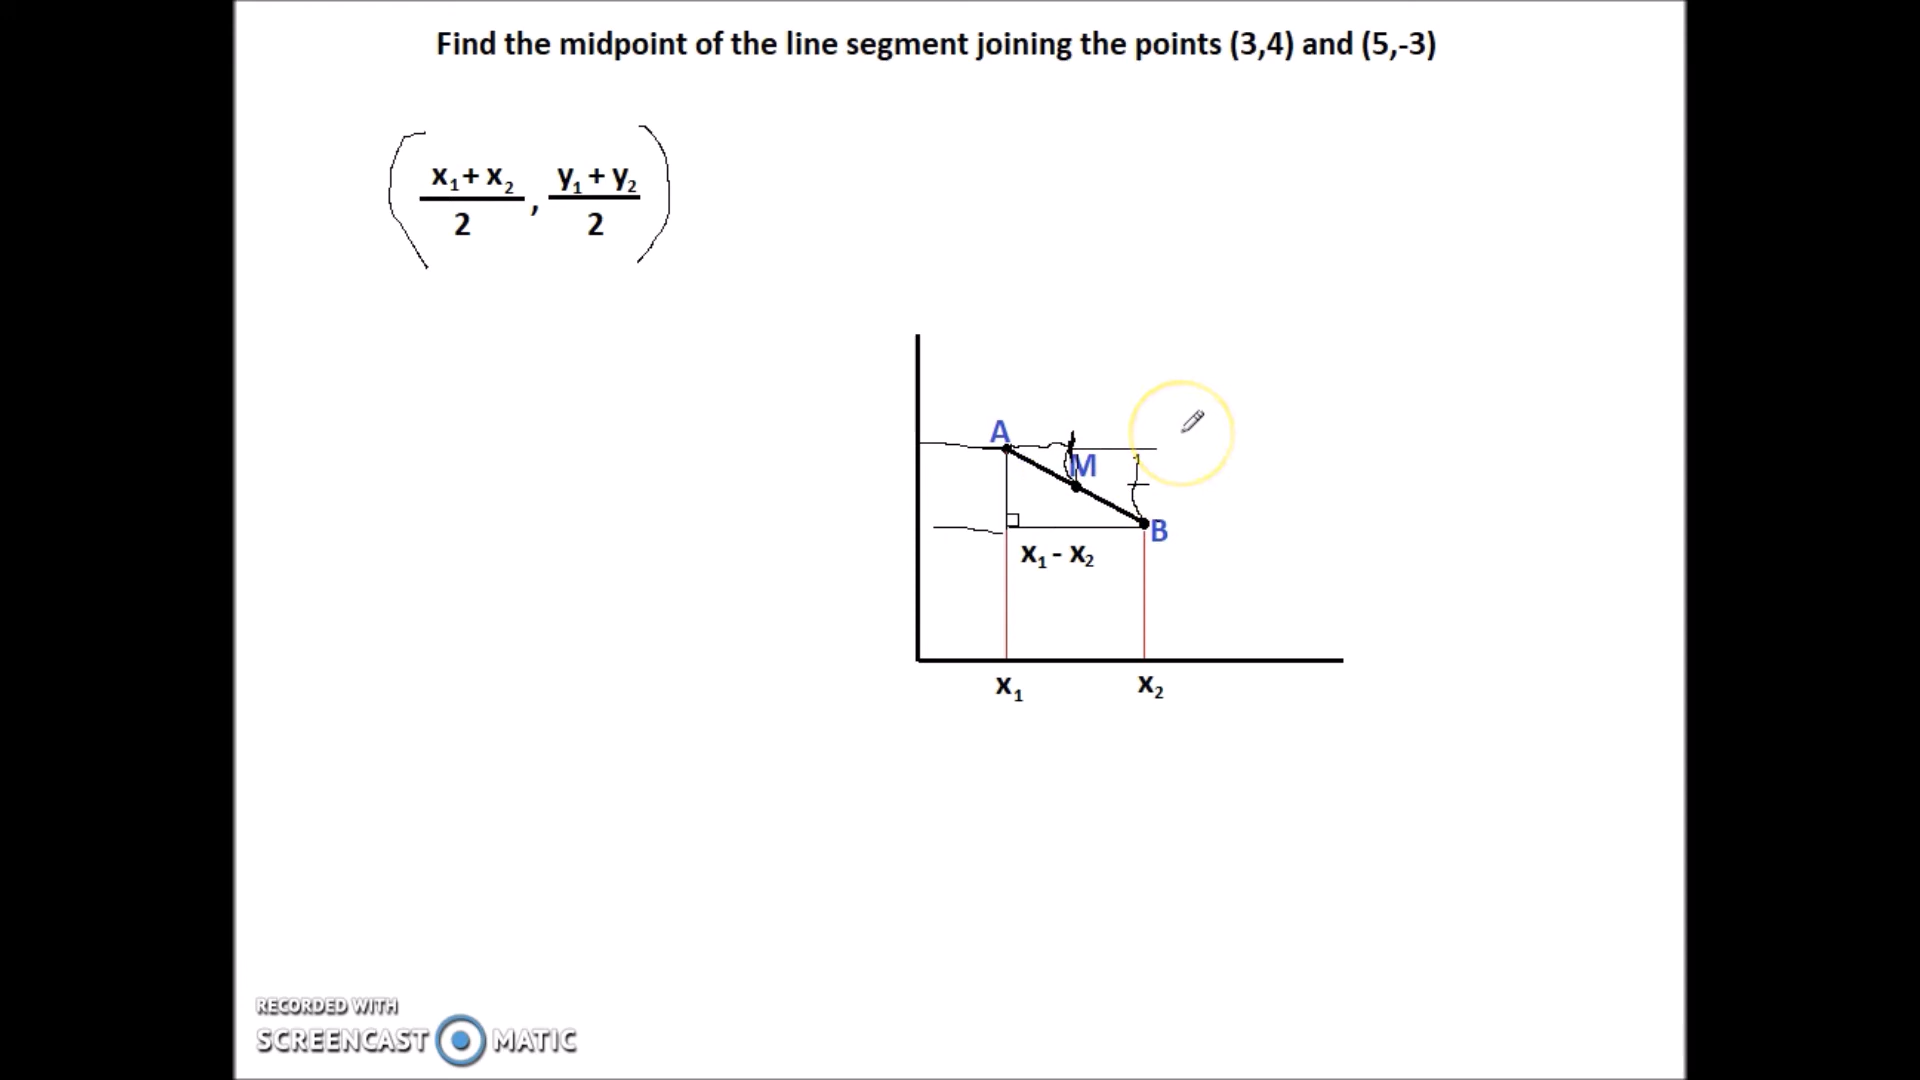 Find the midpoint of the line segment joining the points (3,4) and (5,-3)
x₁ + x₂ , y₁ + y₂
2 2
A
M
B
x₁ - x₂
x₁ x₂
RECORDED WITH
SCREENCAST MATIC